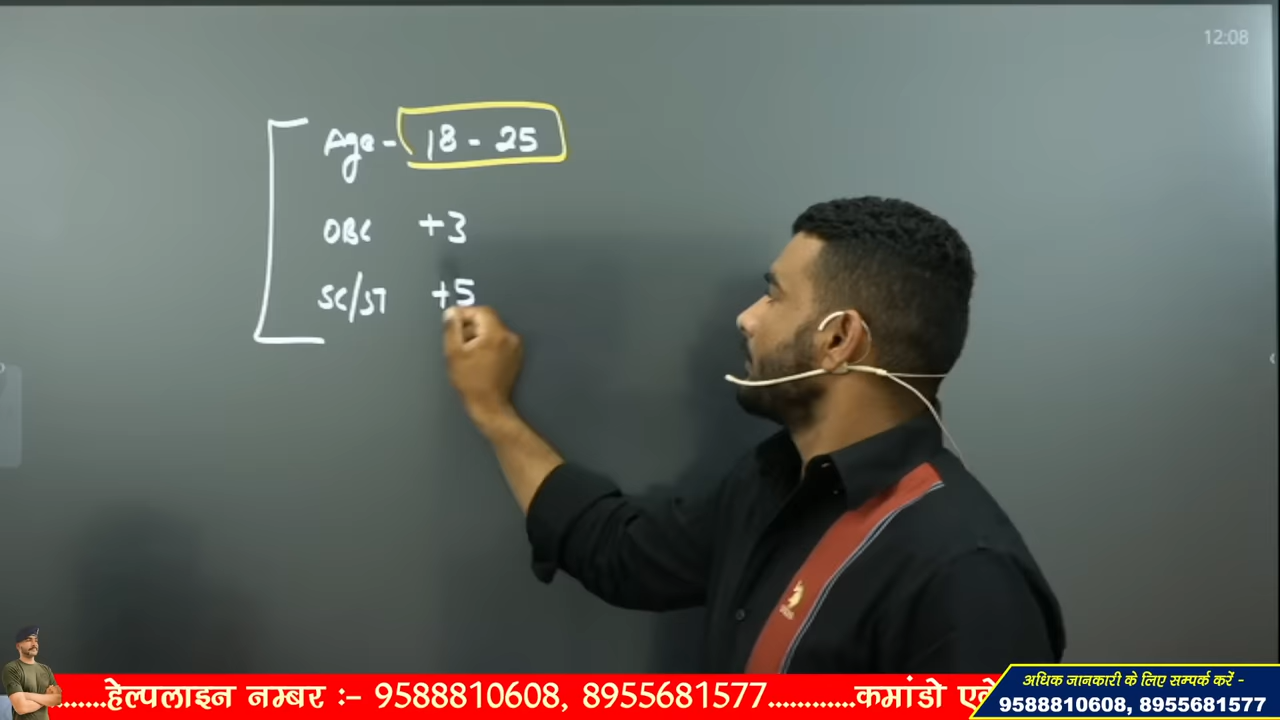 12:08
Age - 18 - 25
OBC +3
SC/ST +5
......हेल्पलाइन नम्बर :- 9588810608, 8955681577............कमांडो
अधिक जानकारी के लिए सम्पर्क करें -
9588810608, 8955681577